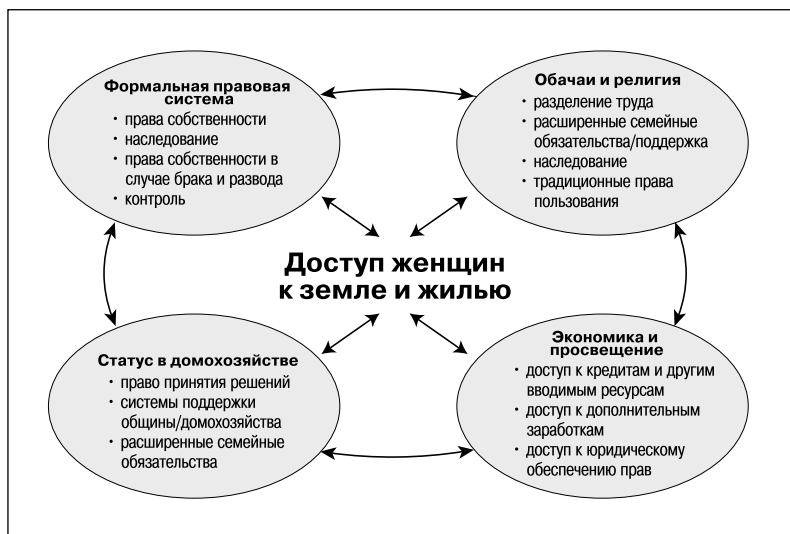 Формальная правовая
система
· права собственности
· наследование
· права собственности в
случае брака и развода
· контроль
Обачаи и религия
· разделение труда
· расширенные семейные
обязательства/поддержка
· наследование
· традиционные права
пользования
Доступ женщин
к земле и жилью
Статус в домохозяйстве
· право принятия решений
· системы поддержки
общины/домохозяйства
· расширенные семейные
обязательства
Экономика и
просвещение
· доступ к кредитам и другим
вводимым ресурсам
· доступ к дополнительным
заработкам
· доступ к юридическому
обеспечению прав